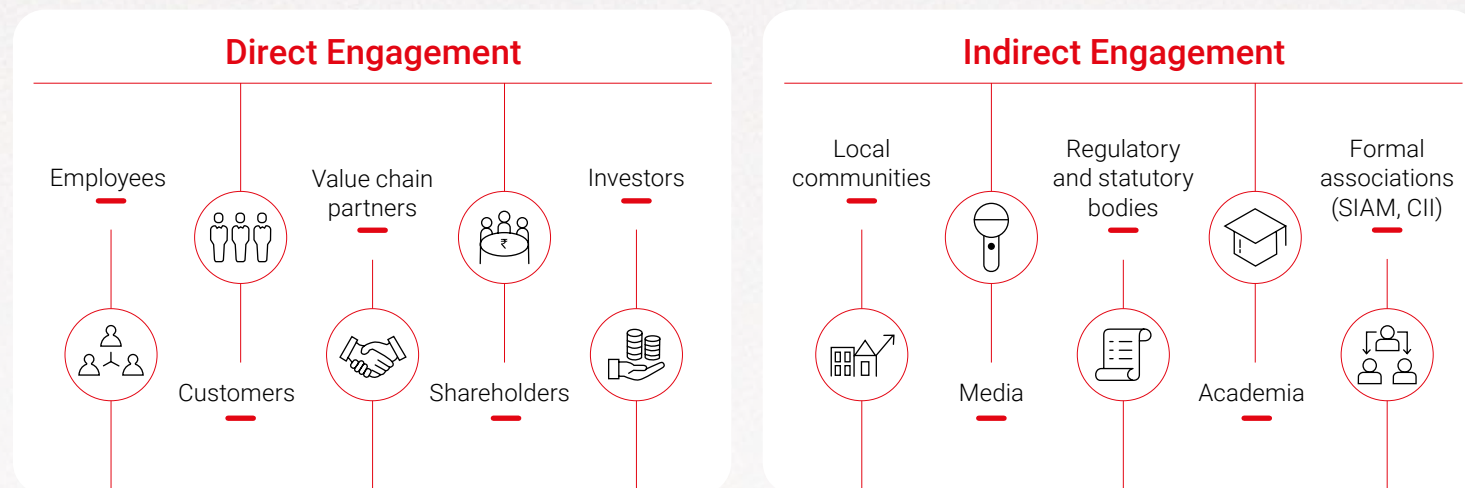 Direct Engagement
Employees
Customers
Value chain
partners
₹
Shareholders
Investors
Indirect Engagement
Local
communities
Media
Regulatory
and statutory
bodies
Academia
Formal
associations
(SIAM, CII)